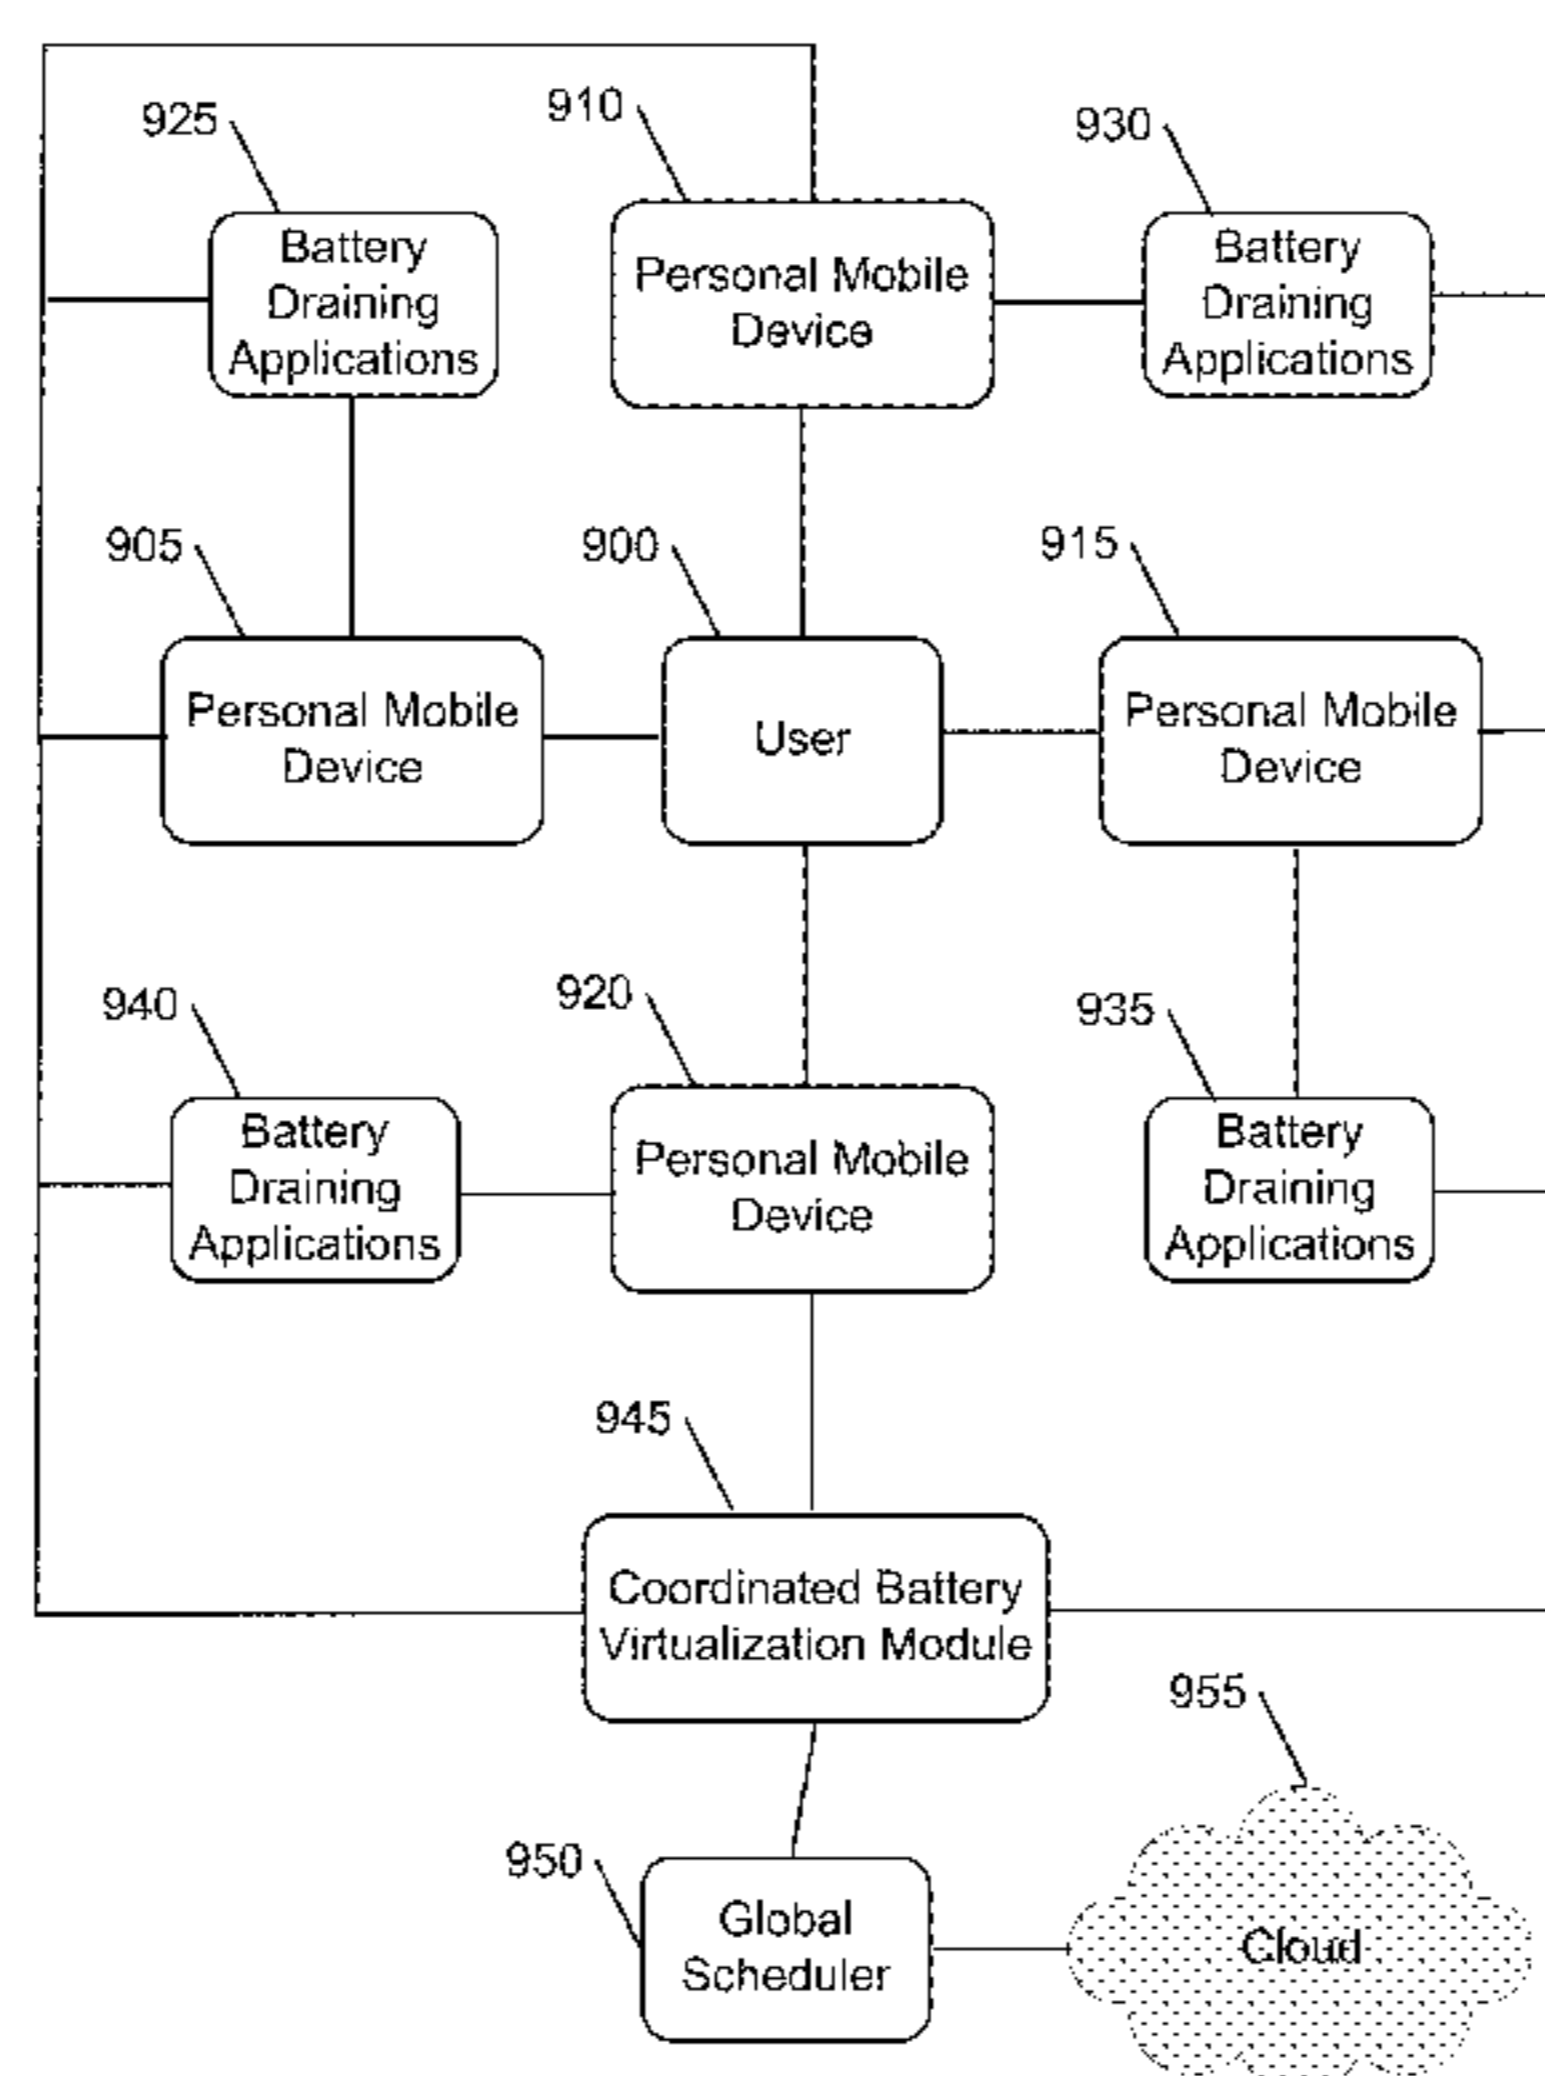 925
910
930
Battery
Draining
Applications
Personal Mobile
Device
Battery
Draining
Applications
905
900
915
Personal Mobile
Device
User
Personal Mobile
Device
940
920
935
Battery
Draining
Applications
Personal Mobile
Device
Battery
Draining
Applications
945
Coordinated Battery
Virtualization Module
955
950
Global
Scheduler
Cloud